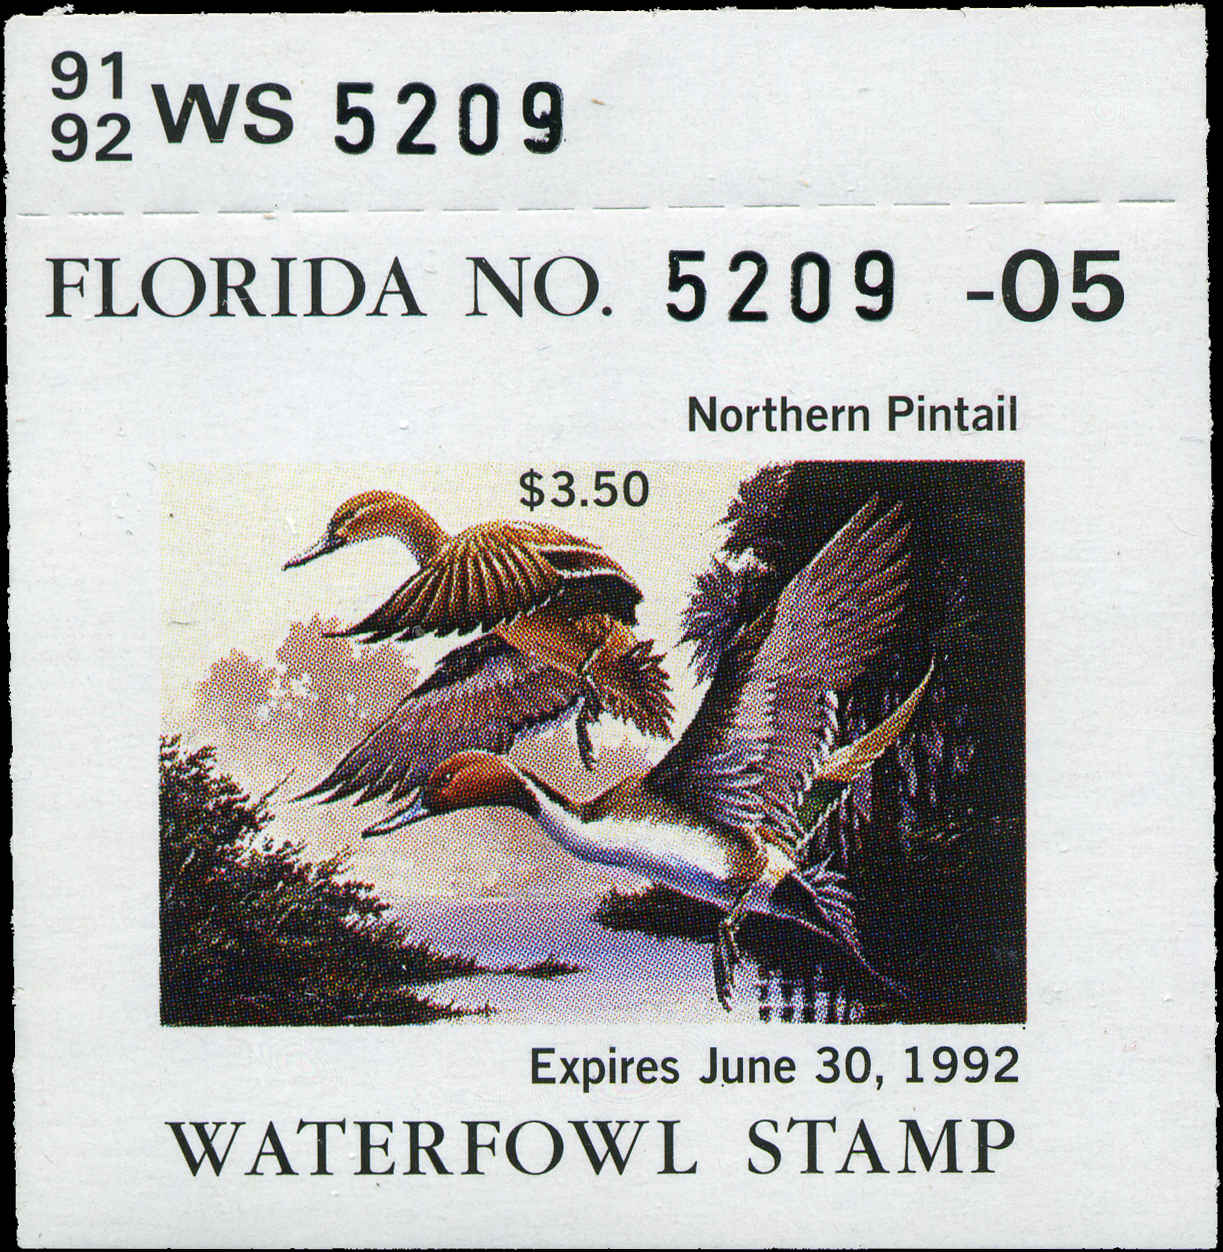 91
92 WS 5209
FLORIDA NO. 5209 -05
Northern Pintail
$3.50
Expires June 30, 1992
WATERFOWL STAMP